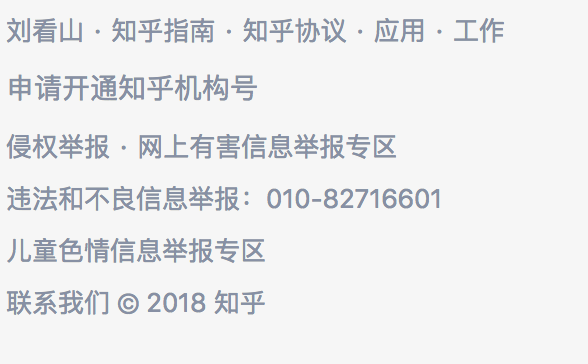 刘看山 · 知乎指南 · 知乎协议 · 应用 · 工作
申请开通知乎机构号
侵权举报 · 网上有害信息举报专区
违法和不良信息举报：010-82716601
儿童色情信息举报专区
联系我们 © 2018 知乎